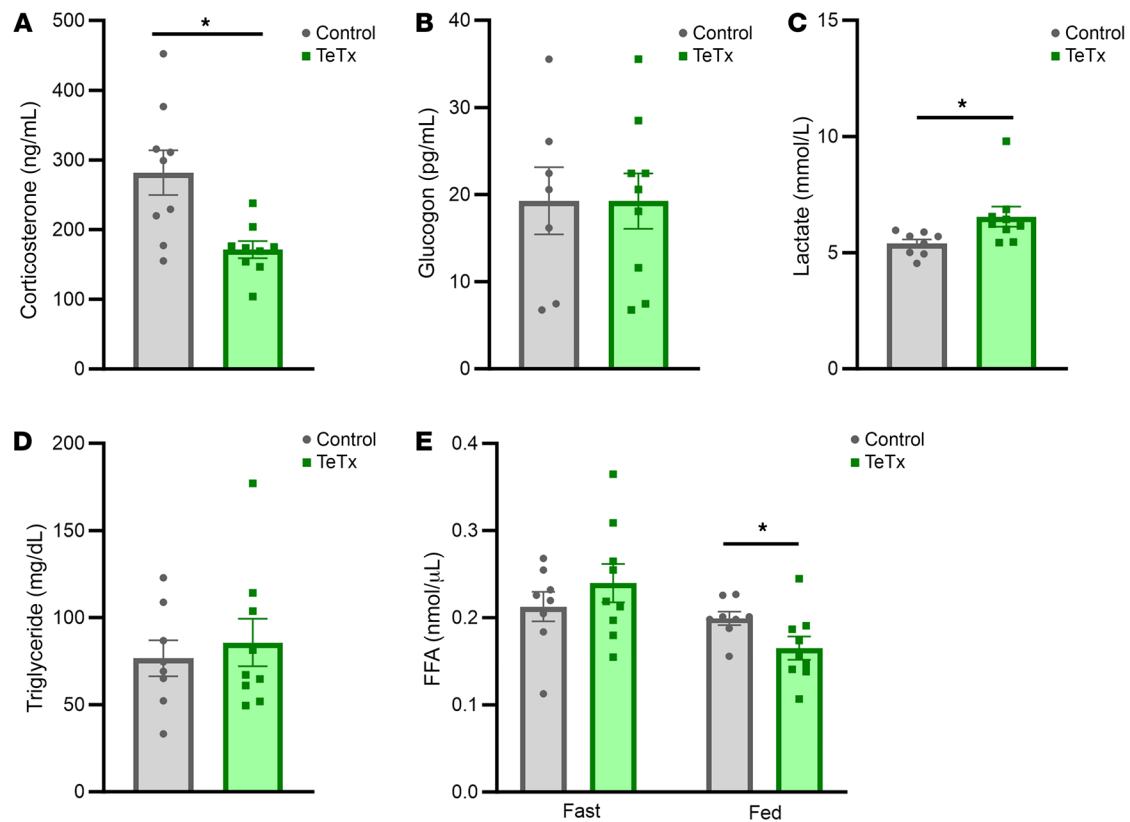 A
Corticosterone (ng/mL)
500
400
300
200
100
0
*
Control
TeTx
B
Glucogon (pg/mL)
40
30
20
10
0
Control
TeTx
C
Lactate (mmol/L)
15
10
5
0
*
Control
TeTx
D
Triglyceride (mg/dL)
200
150
100
50
0
Control
TeTx
E
FFA (nmol/μL)
0.4
0.3
0.2
0.1
0.0
*
Control
TeTx
Fast
Fed